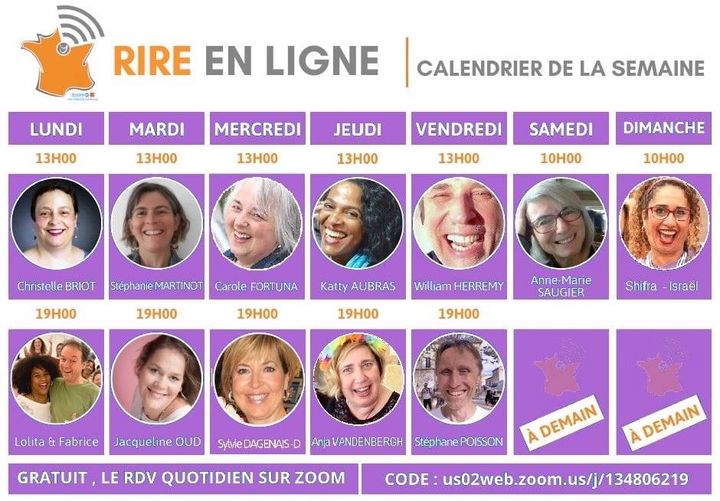 RIRE EN LIGNE
CALENDRIER DE LA SEMAINE
LUNDI MARDI MERCREDI JEUDI VENDREDI SAMEDI DIMANCHE
13H00 13H00 13H00 13H00 13H00 10H00 10H00
Christelle BRIOT Stéphanie MARTINOT Carole FORTUNA Katty AUBRAS William HERREMY Anne-Marie SAUGIER Shifra - Israël
19H00 19H00 19H00 19H00 19H00
Lolita & Fabrice Jacqueline OUD Sylvie DAGENAIS-D Anja VANDENBERGH Stéphane POISSON À DEMAIN À DEMAIN
GRATUIT , LE RDV QUOTIDIEN SUR ZOOM
CODE : us02web.zoom.us/j/134806219